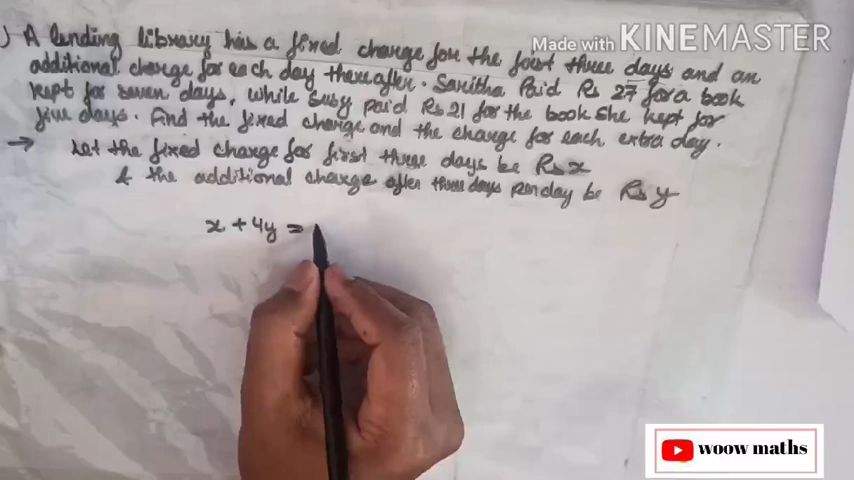 Made with KINEMASTER
) A lending library has a fixed charge for the first three days and an
additional charge for each day thereafter. Saritha Paid Rs 27 for a book
kept for seven days, while Susy paid Rs 21 for the book She kept for
five days. Find the fixed charge and the charge for each extra day.
→ Let the fixed charge for first three days be Rs x
& the additional charge after three days per day be Rs y
x + 4y =
woow maths